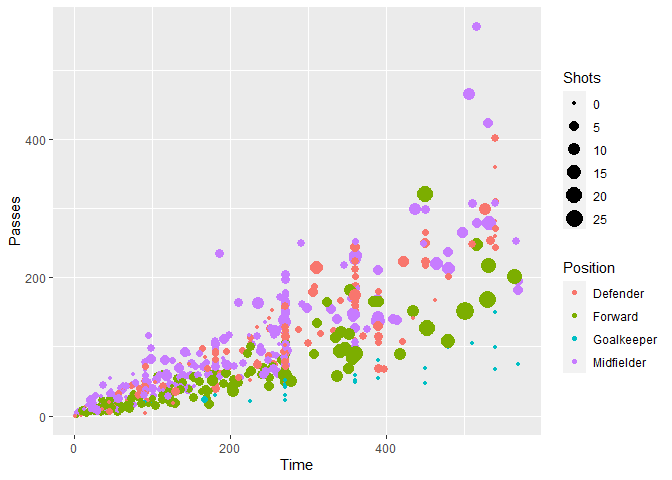 Passes
400
200
0
0
200
400
Time
Shots
0
5
10
15
20
25
Position
Defender
Forward
Goalkeeper
Midfielder